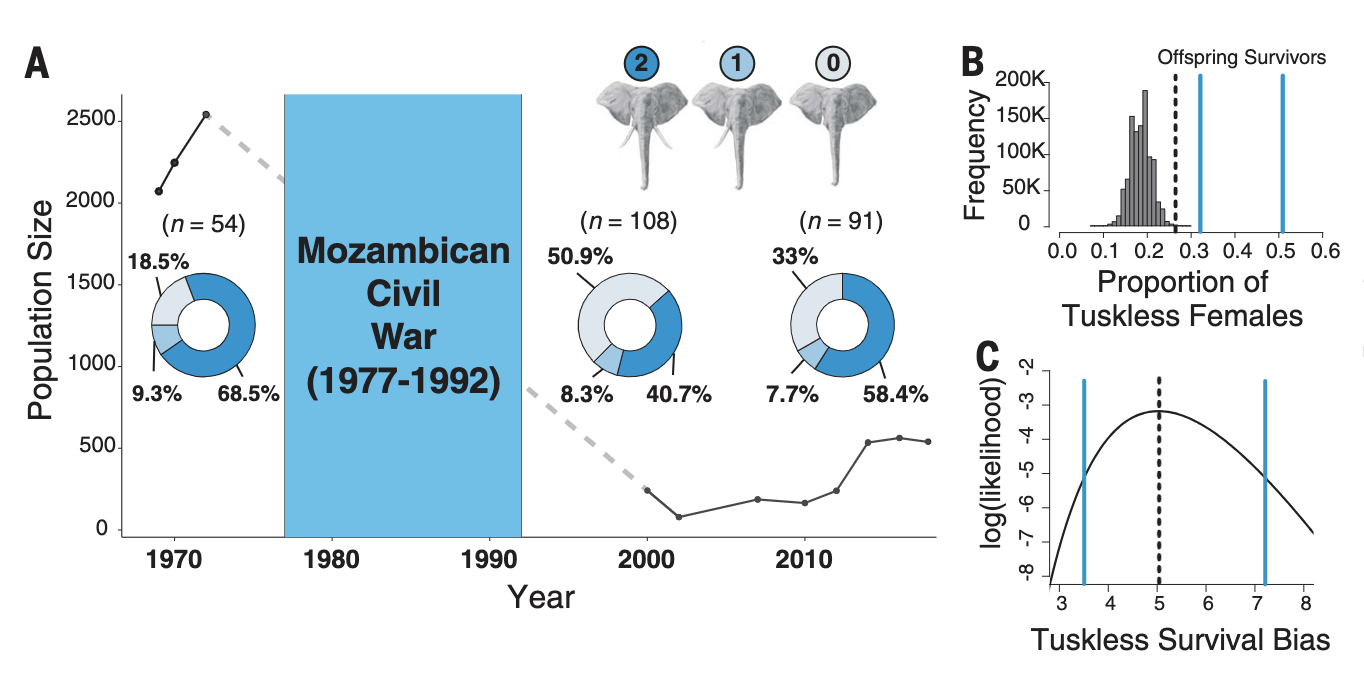 A
2
1
0
2500
2000
1500
1000
500
0
Population Size
(n = 54)
18.5%
9.3%
68.5%
Mozambican
Civil
War
(1977-1992)
(n = 108)
50.9%
8.3%
40.7%
(n = 91)
33%
7.7%
58.4%
1970
1980
1990
2000
2010
Year
B
Offspring Survivors
200K
150K
100K
50K
0
Frequency
0.0
0.1
0.2
0.3
0.4
0.5
0.6
Proportion of
Tuskless Females
C
-2
-3
-4
-5
-6
-7
-8
log(likelihood)
3
4
5
6
7
8
Tuskless Survival Bias